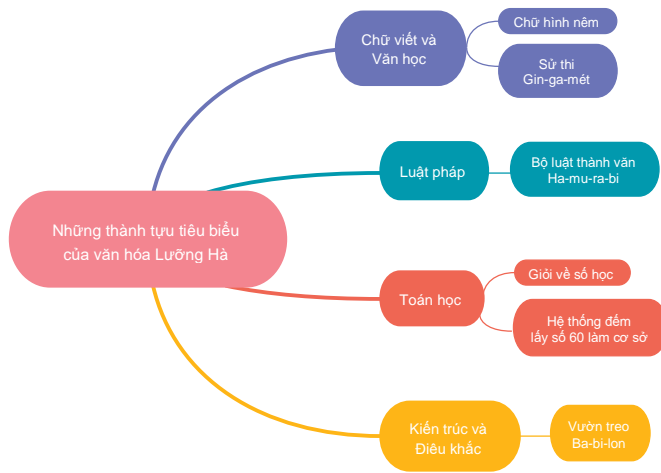 Những thành tựu tiêu biểu
của văn hóa Lưỡng Hà
Chữ viết và
Văn học
Chữ hình nêm
Sử thi
Gin-ga-mét
Luật pháp
Bộ luật thành văn
Ha-mu-ra-bi
Toán học
Giỏi về số học
Hệ thống đếm
lấy số 60 làm cơ sở
Kiến trúc và
Điêu khắc
Vườn treo
Ba-bi-lon